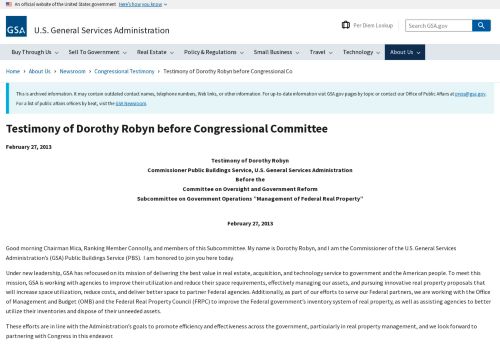 An official website of the United States government Here's how you know
GSA U.S. General Services Administration
Per Diem Lookup
Search GSA.gov
Buy Through Us Sell To Government Real Estate Policy & Regulations Small Business Travel Technology About Us
Home › About Us › Newsroom › Congressional Testimony › Testimony of Dorothy Robyn before Congressional Co
This is archived information. It may contain outdated contact names, telephone numbers, Web links, or other information. For up-to-date information visit GSA.gov pages by topic or contact our Office of Public Affairs at press@gsa.gov.
For a list of public affairs officers by beat, visit the GSA Newsroom.
Testimony of Dorothy Robyn before Congressional Committee
February 27, 2013
Testimony of Dorothy Robyn
Commissioner Public Buildings Service, U.S. General Services Administration
Before the
Committee on Oversight and Government Reform
Subcommittee on Government Operations "Management of Federal Real Property"
February 27, 2013
Good morning Chairman Mica, Ranking Member Connolly, and members of this Subcommittee. My name is Dorothy Robyn, and I am the Commissioner of the U.S. General Services
Administration's (GSA) Public Buildings Service (PBS). I am honored to join you here today.
Under new leadership, GSA has refocused on its mission of delivering the best value in real estate, acquisition, and technology service to government and the American people. To meet this
mission, GSA is working with agencies to improve their utilization and reduce their space requirements, effectively managing our assets, and pursuing innovative real property proposals that
will increase space utilization, reduce costs, and deliver better space to partner Federal agencies. Additionally, as part of our efforts to serve our Federal partners, we are working with the Office
of Management and Budget (OMB) and the Federal Real Property Council (FRPC) to improve the Federal government's inventory system of real property, as well as assisting agencies to better
utilize their inventories and dispose of their unneeded assets.
These efforts are in line with the Administration's goals to promote efficiency and effectiveness across the government, particularly in real property management, and we look forward to
partnering with Congress in this endeavor.